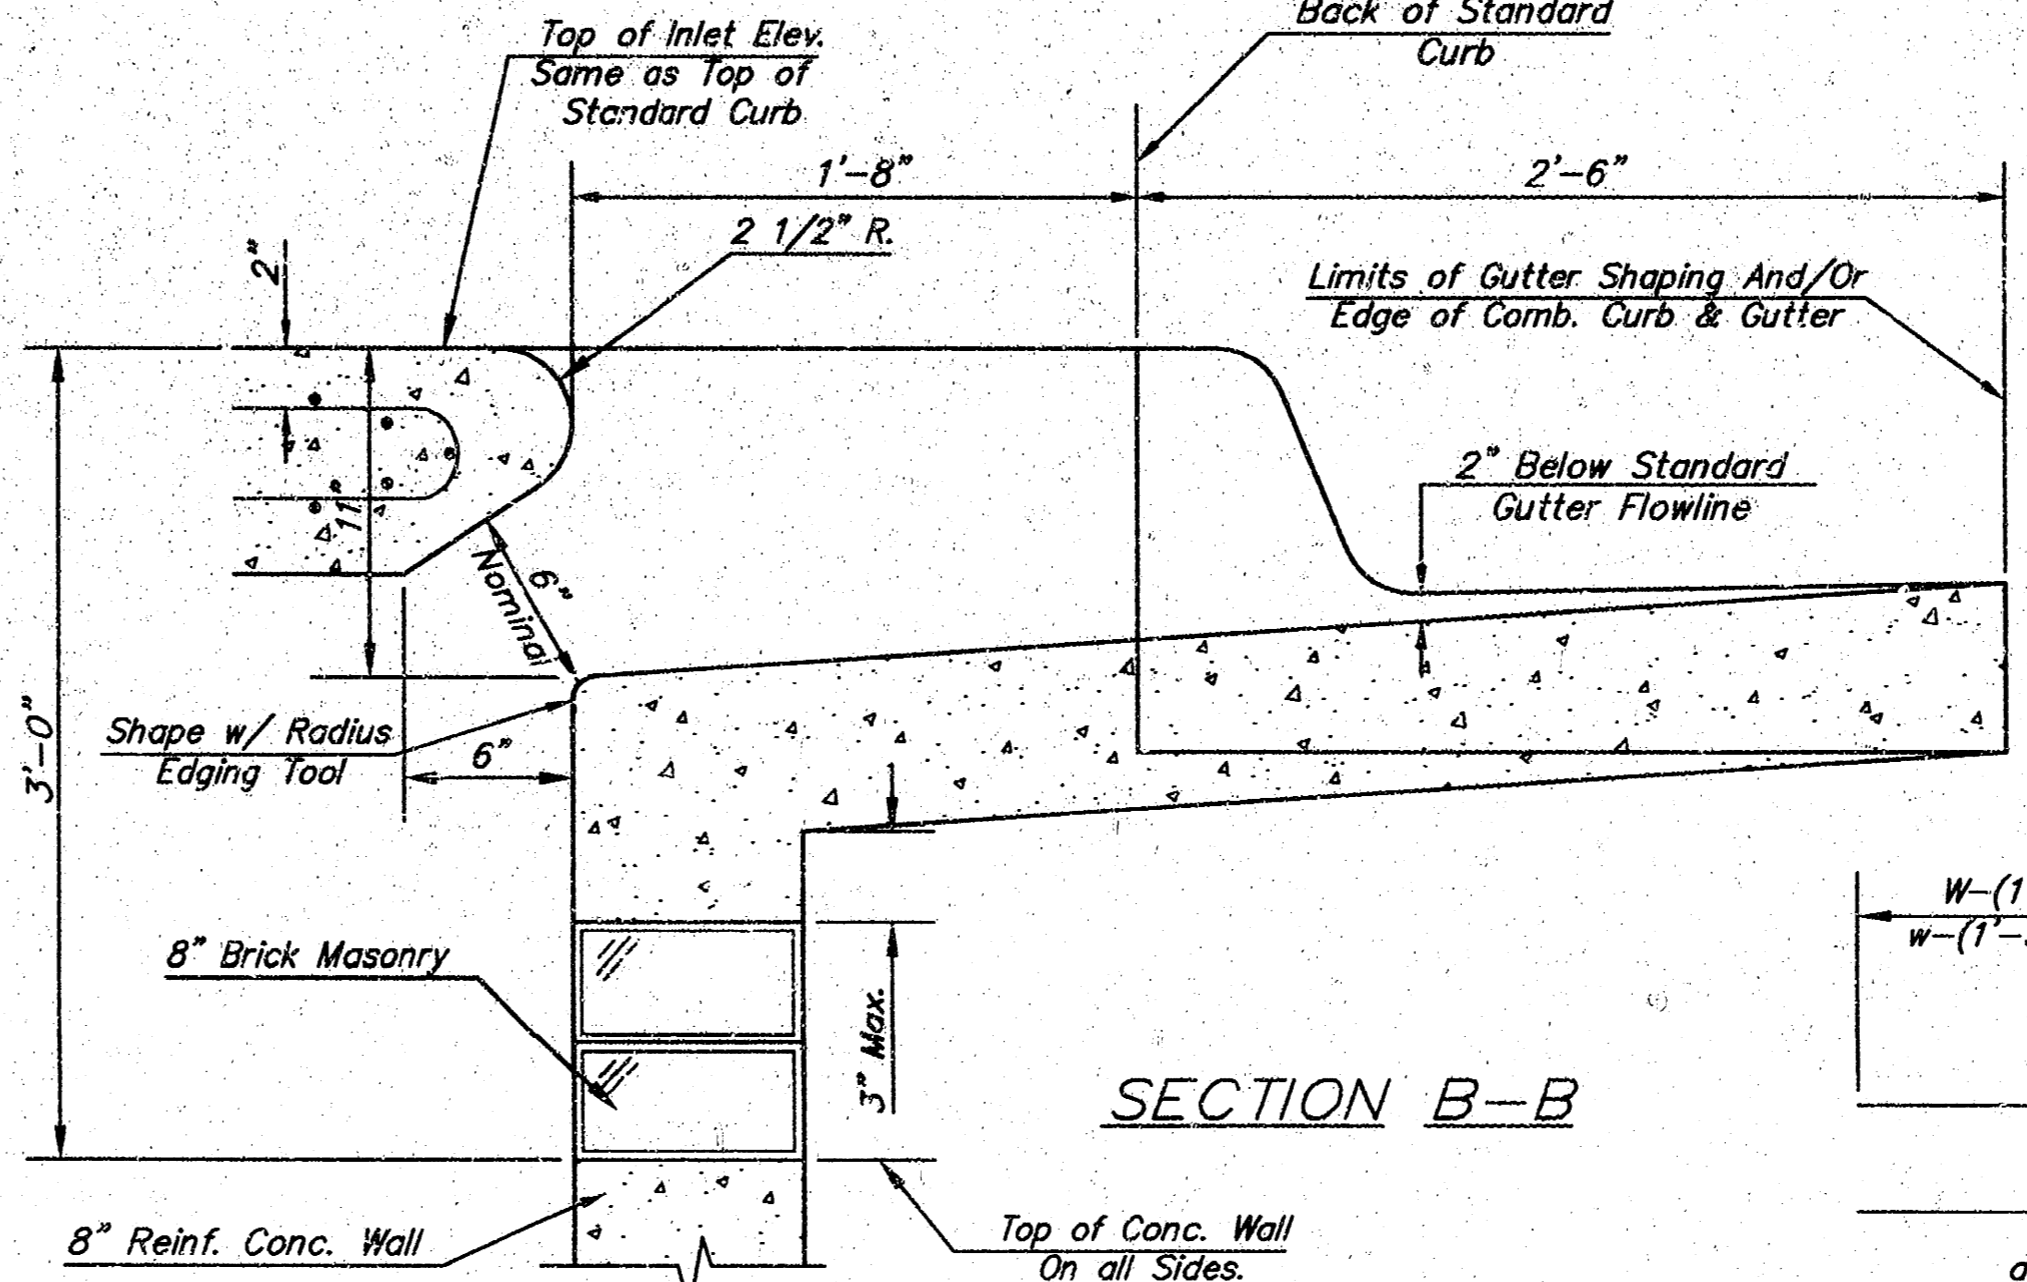 Back of Standard
Curb
Top of Inlet Elev.
Same as Top of
Standard Curb
1'-8"
2'-6"
2 1/2" R.
2"
Limits of Gutter Shaping And/Or
Edge of Comb. Curb & Gutter
2" Below Standard
Gutter Flowline
11"
6"
Nominal
3'-0"
Shape w/ Radius
Edging Tool
6"
8" Brick Masonry
3" Max.
SECTION B-B
W-(1
w-(1'-
8" Reinf. Conc. Wall
Top of Conc. Wall
On all Sides.